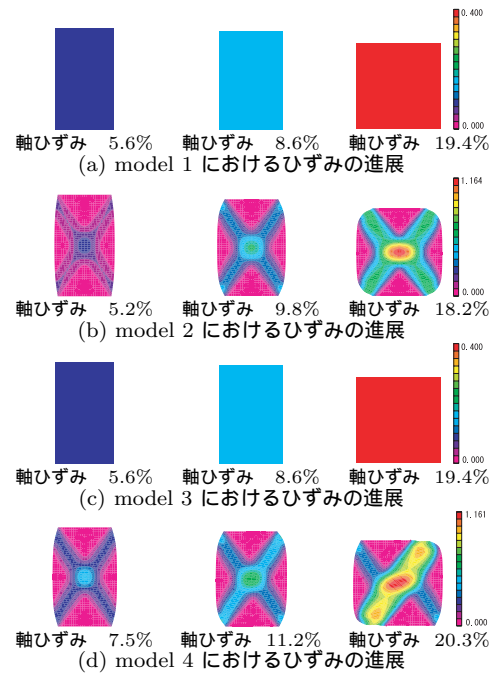 0.400
0.000
軸ひずみ 5.6% 軸ひずみ 8.6% 軸ひずみ 19.4%
(a) model 1 におけるひずみの進展
1.164
0.000
軸ひずみ 5.2% 軸ひずみ 9.8% 軸ひずみ 18.2%
(b) model 2 におけるひずみの進展
0.400
0.000
軸ひずみ 5.6% 軸ひずみ 8.6% 軸ひずみ 19.4%
(c) model 3 におけるひずみの進展
1.161
0.000
軸ひずみ 7.5% 軸ひずみ 11.2% 軸ひずみ 20.3%
(d) model 4 におけるひずみの進展